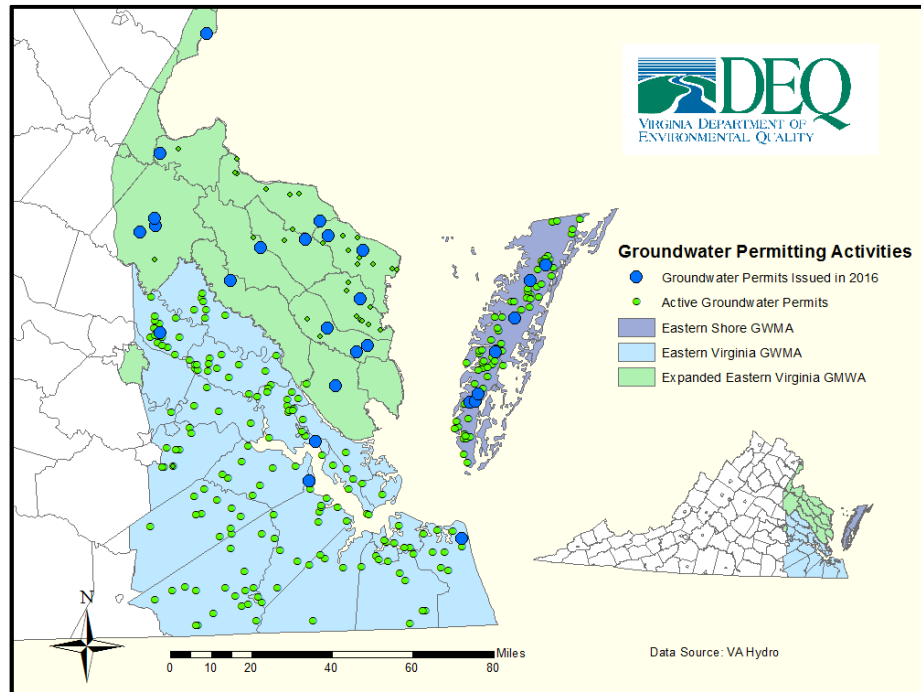 DEQ
VIRGINIA DEPARTMENT OF
ENVIRONMENTAL QUALITY
Groundwater Permitting Activities
Groundwater Permits Issued in 2016
Active Groundwater Permits
Eastern Shore GWMA
Eastern Virginia GWMA
Expanded Eastern Virginia GMWA
N
Miles
0 10 20 40 60 80
Data Source: VA Hydro